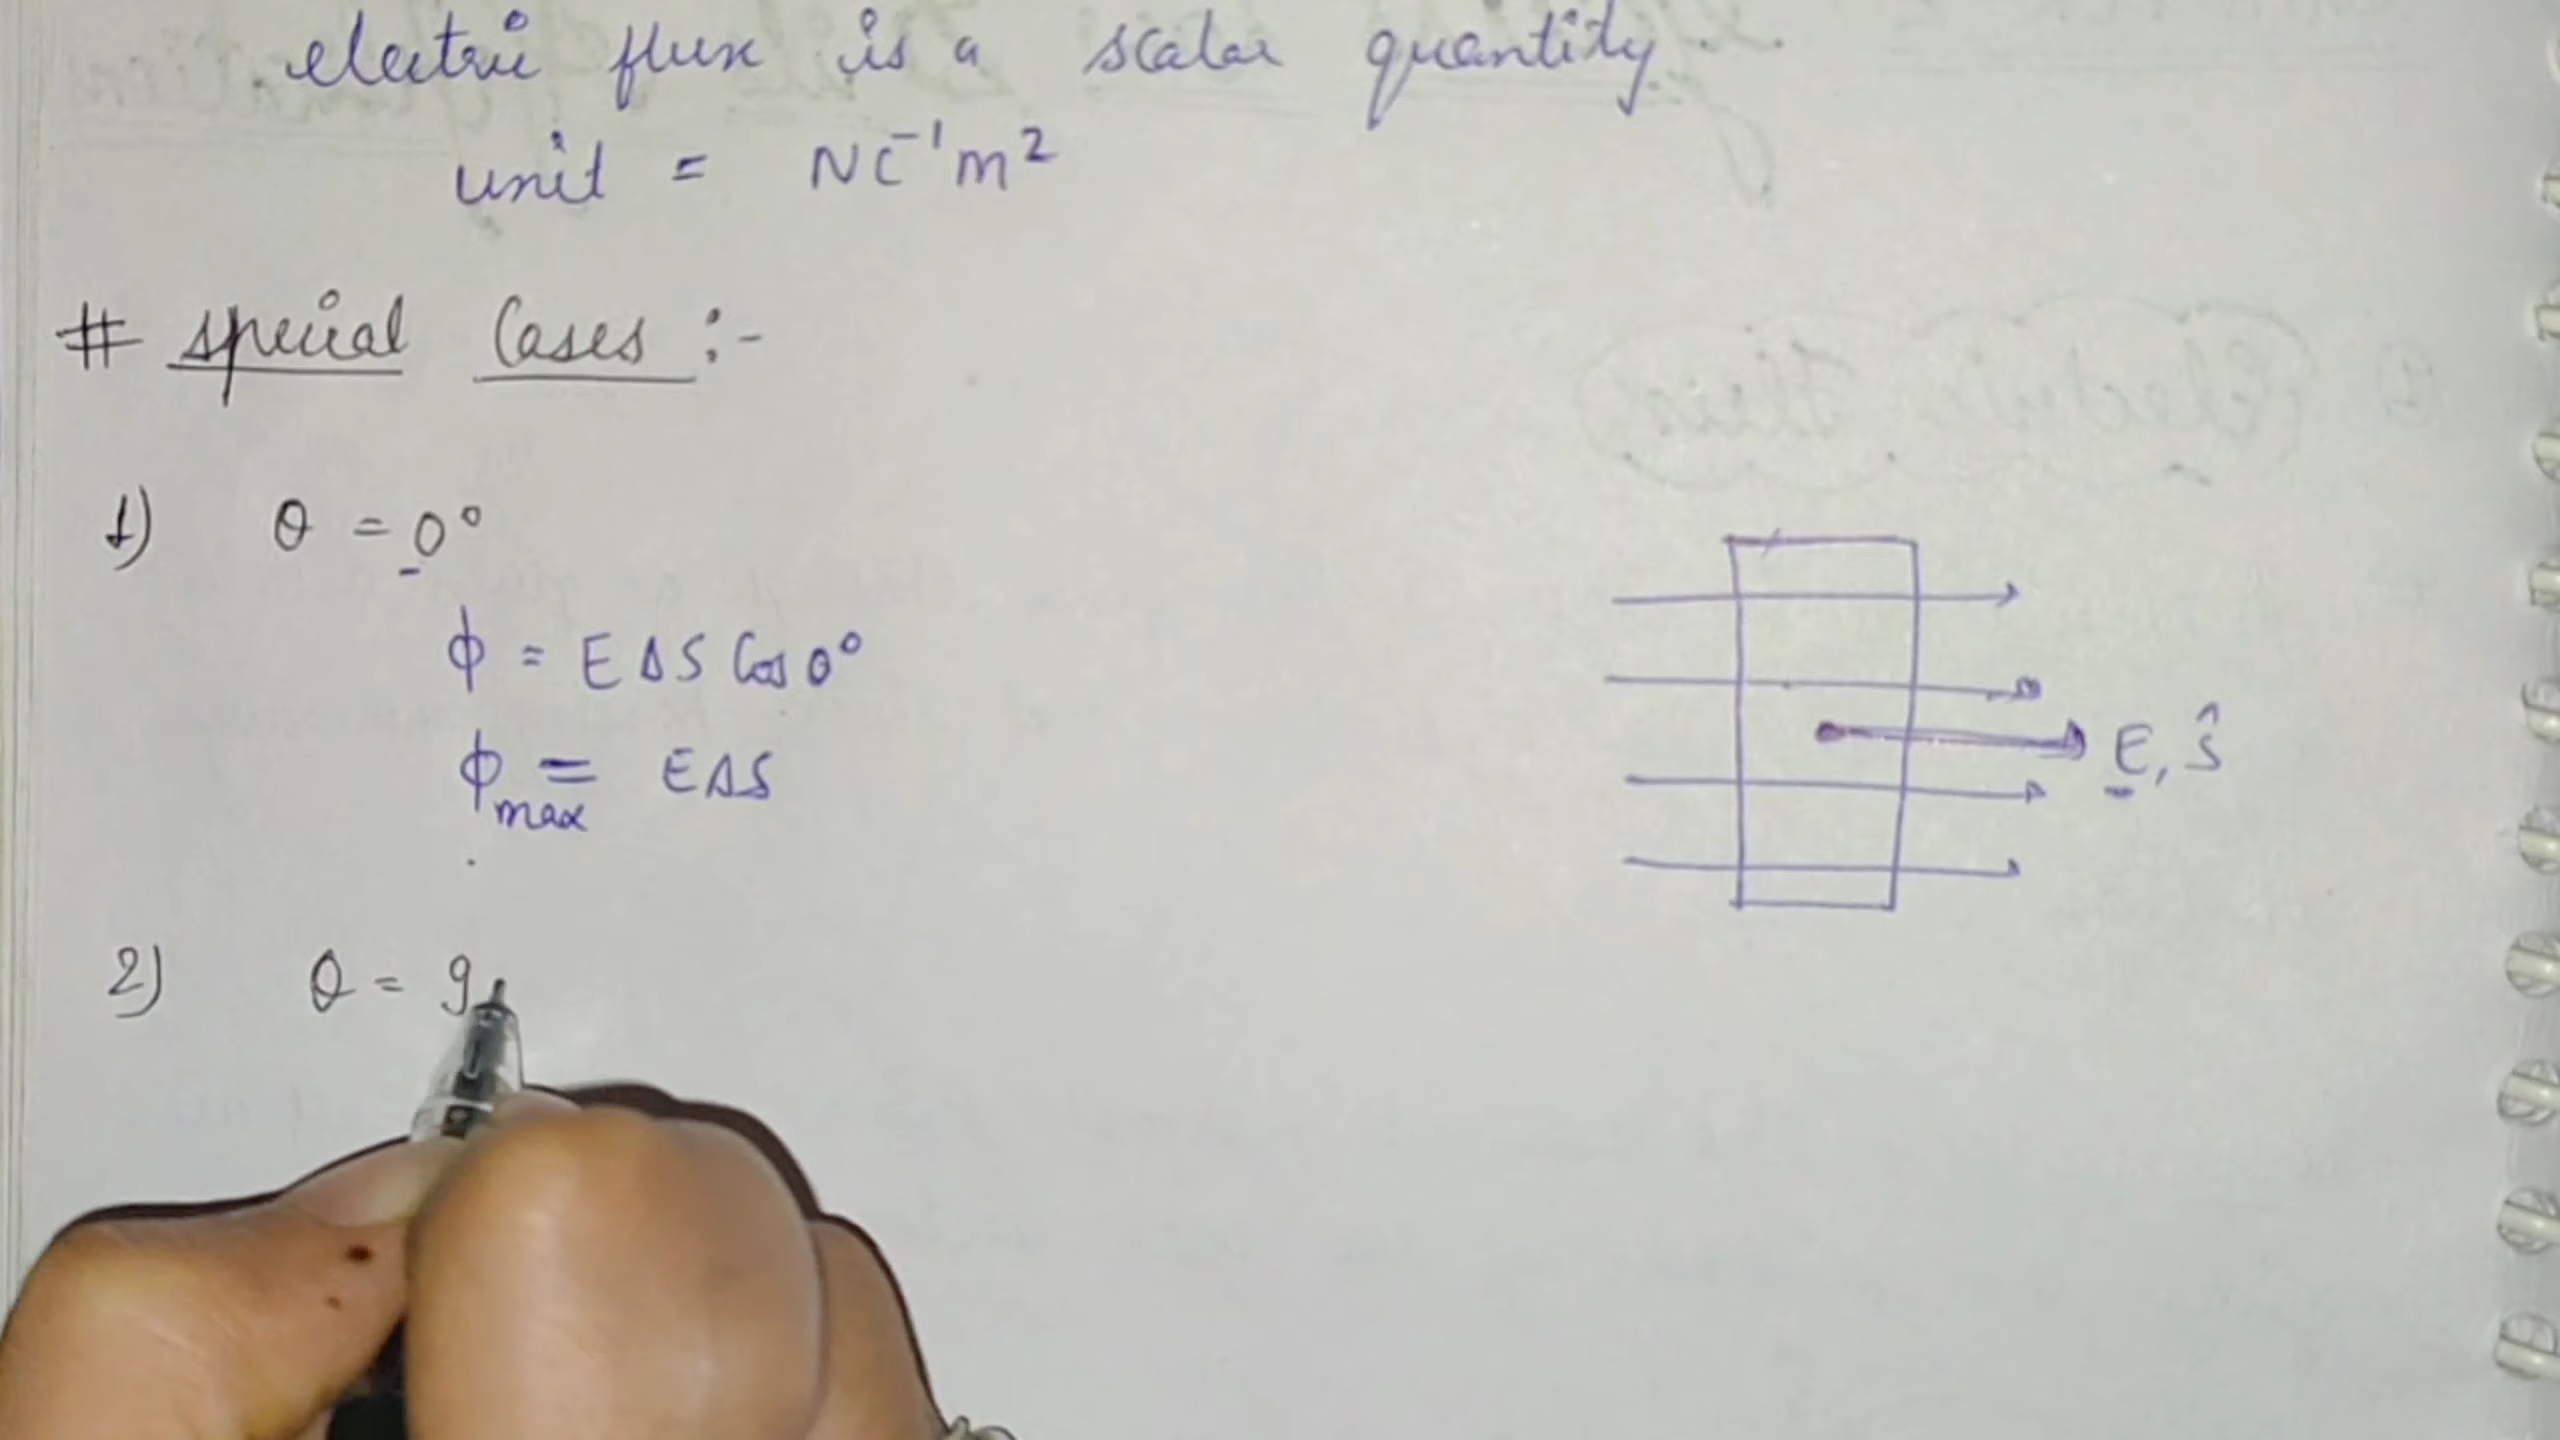 electric flux is a scalar quantity.
unit = NC⁻¹m²
# special Cases :-
1) θ = 0°
ϕ = EΔS Cos 0°
ϕmax = EΔS
E, ŝ
2) θ = 9